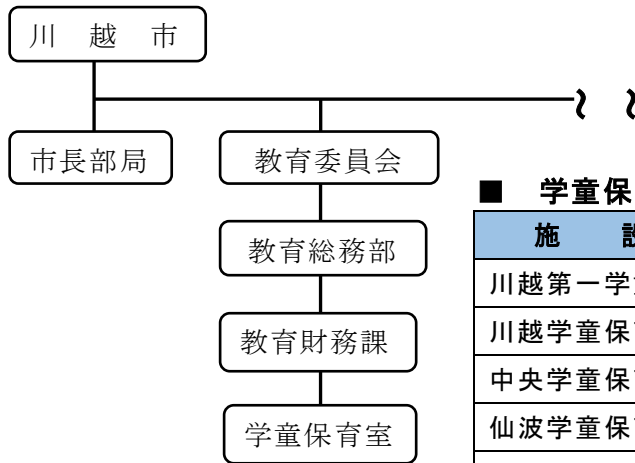 川　越　市
市長部局
教育委員会
教育総務部
教育財務課
学童保育室
■　学童保
施　設
川越第一学
川越学童保
中央学童保
仙波学童保